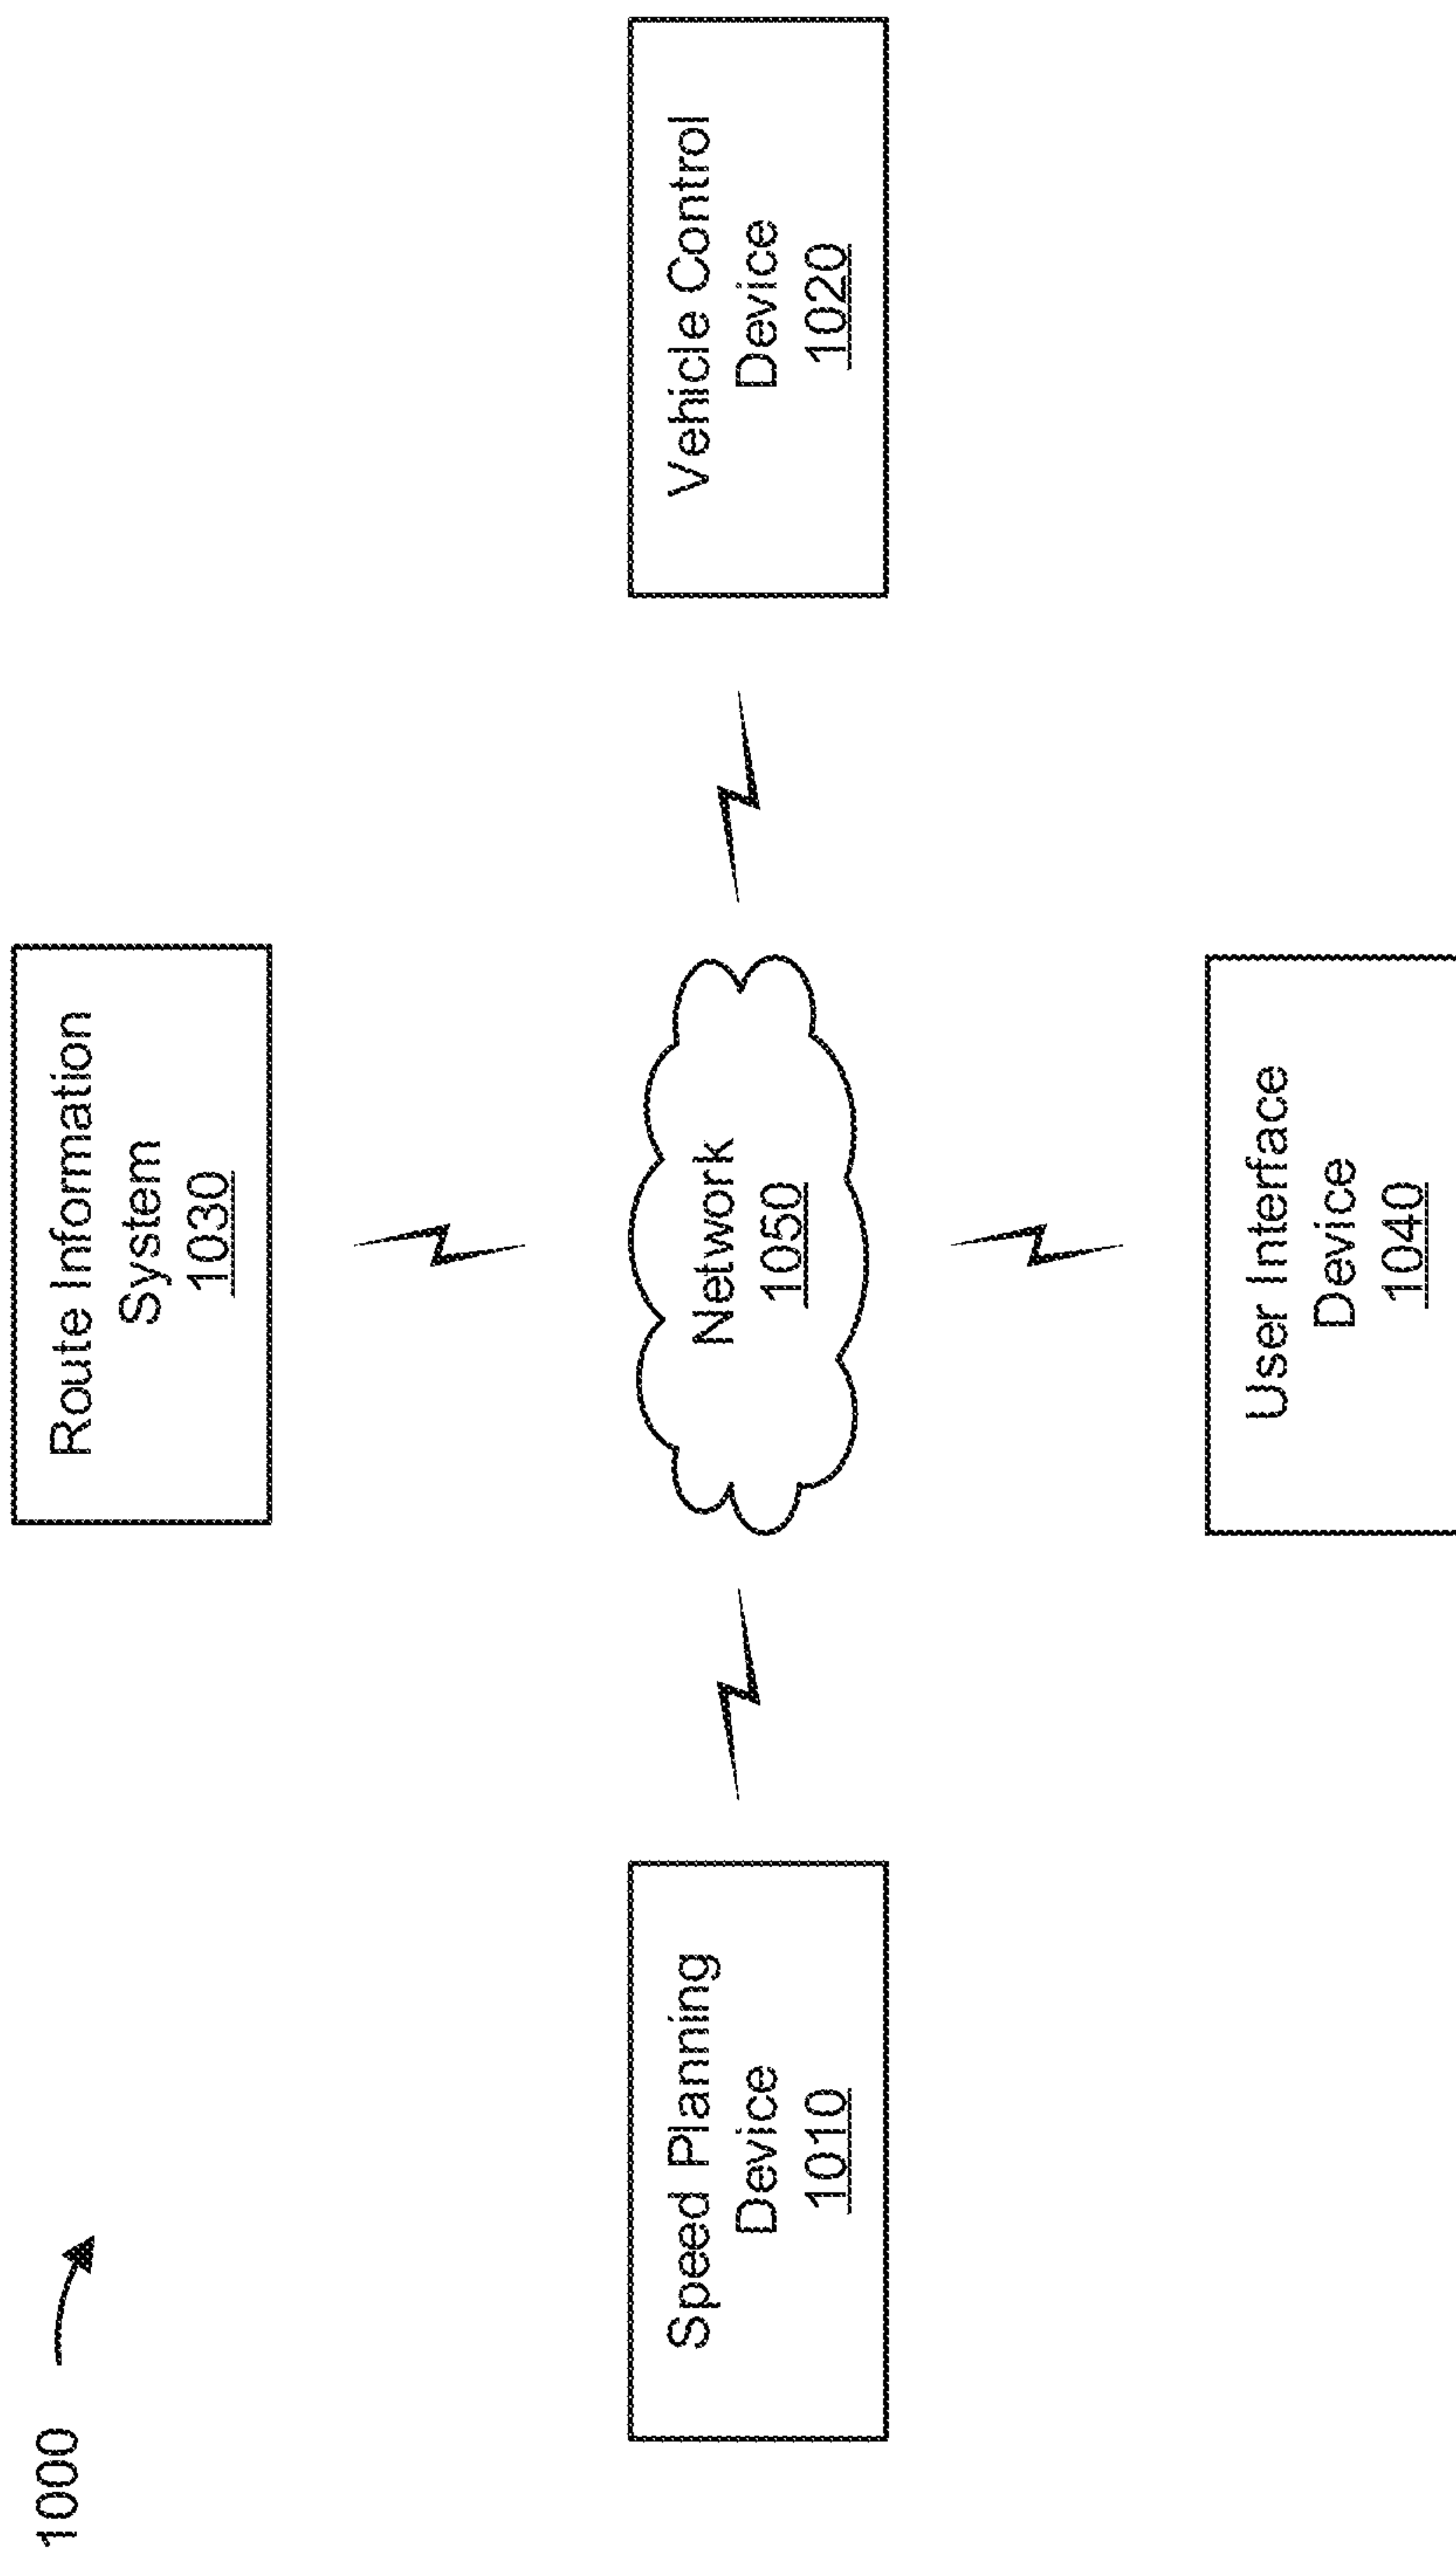 1000
Route Information
System
1030
Speed Planning
Device
1010
Network
1050
Vehicle Control
Device
1020
User Interface
Device
1040